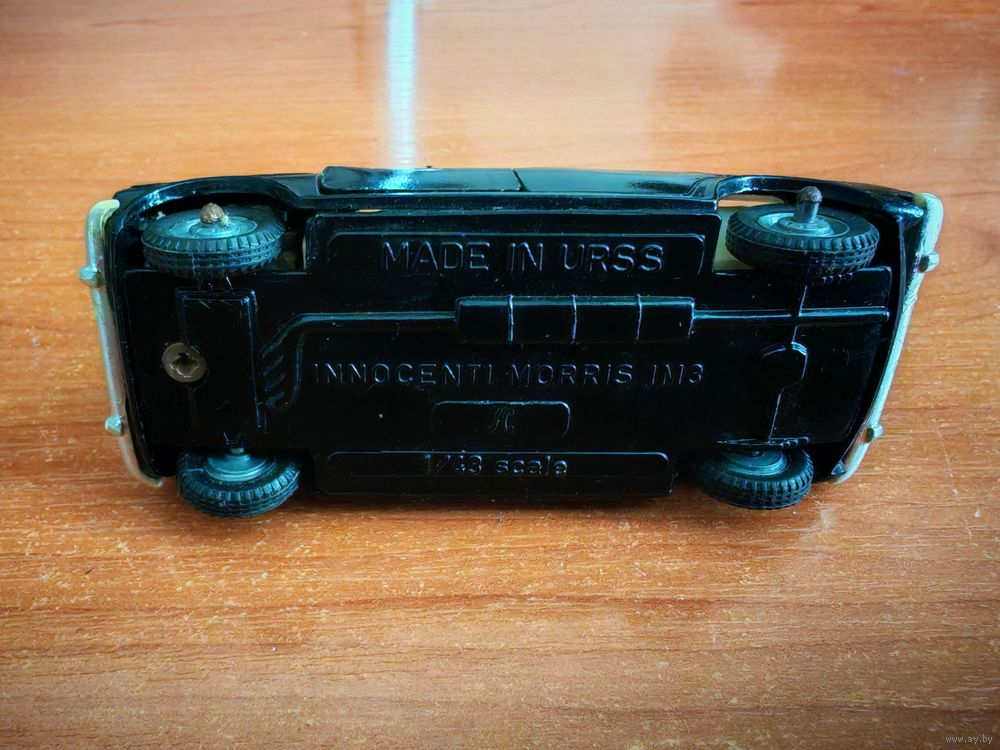 MADE IN URSS
INNOCENTI MORRIS IM3
1/43 scale
www.ay.by